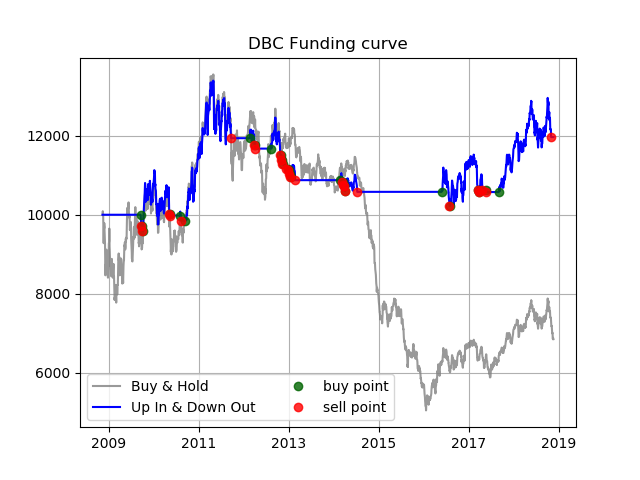 DBC Funding curve
12000
10000
8000
6000
Buy & Hold
Up In & Down Out
buy point
sell point
2009 2011 2013 2015 2017 2019